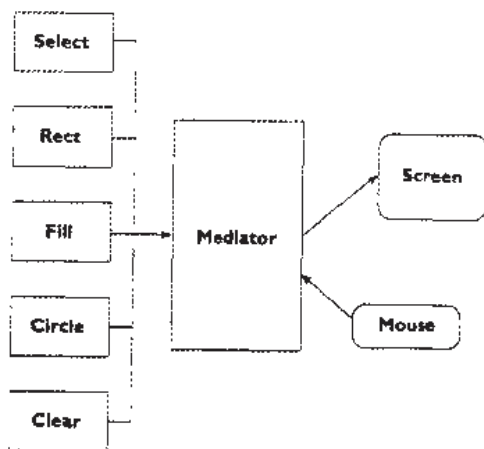 Select
Rect
Fill
Circle
Clear
Mediator
Screen
Mouse